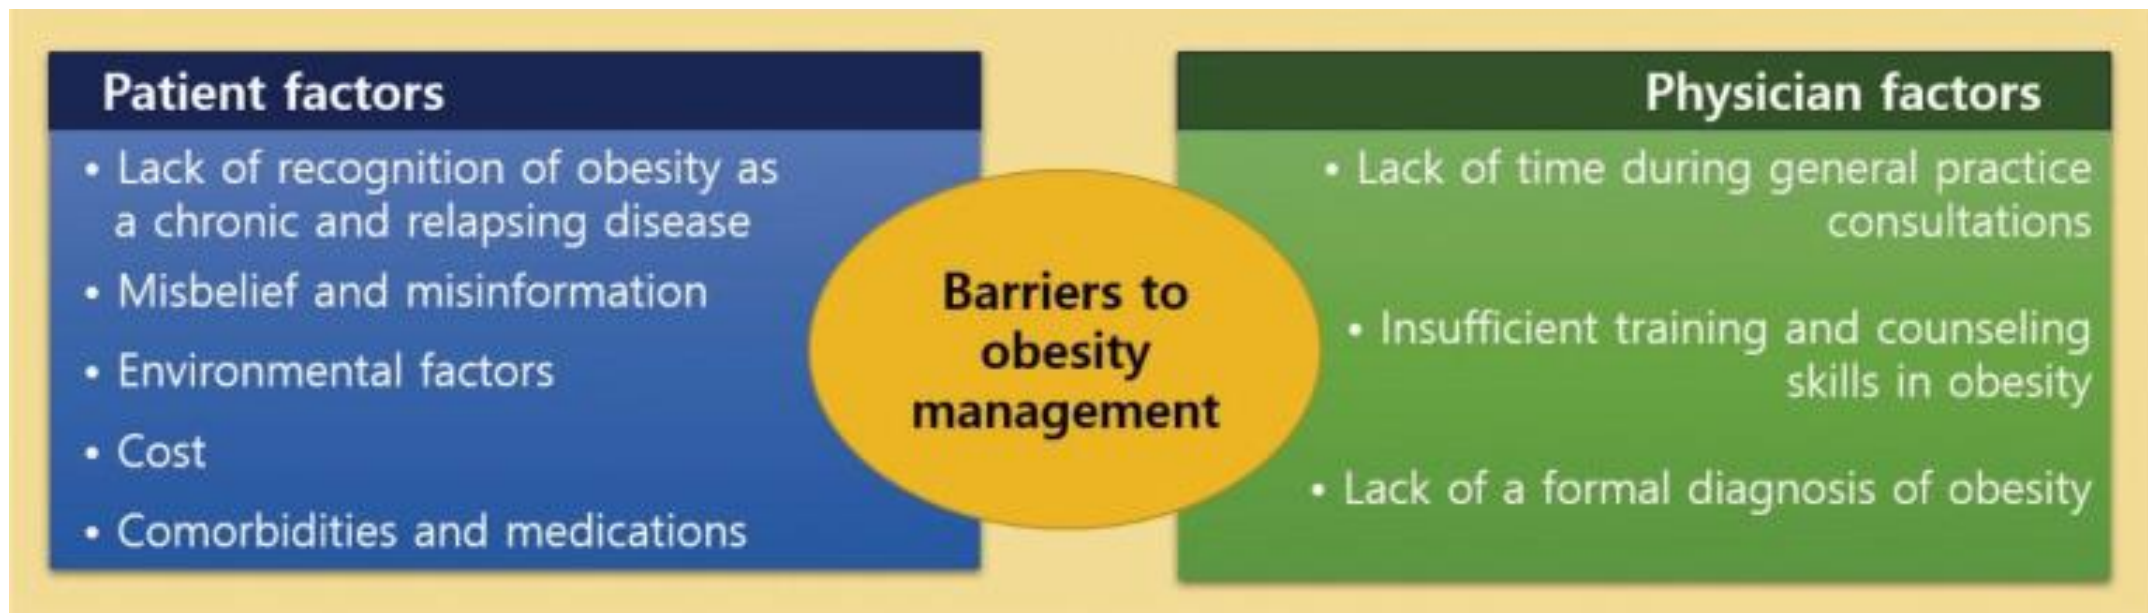 Patient factors
• Lack of recognition of obesity as
a chronic and relapsing disease
• Misbelief and misinformation
• Environmental factors
• Cost
• Comorbidities and medications
Barriers to
obesity
management
Physician factors
• Lack of time during general practice
consultations
• Insufficient training and counseling
skills in obesity
• Lack of a formal diagnosis of obesity